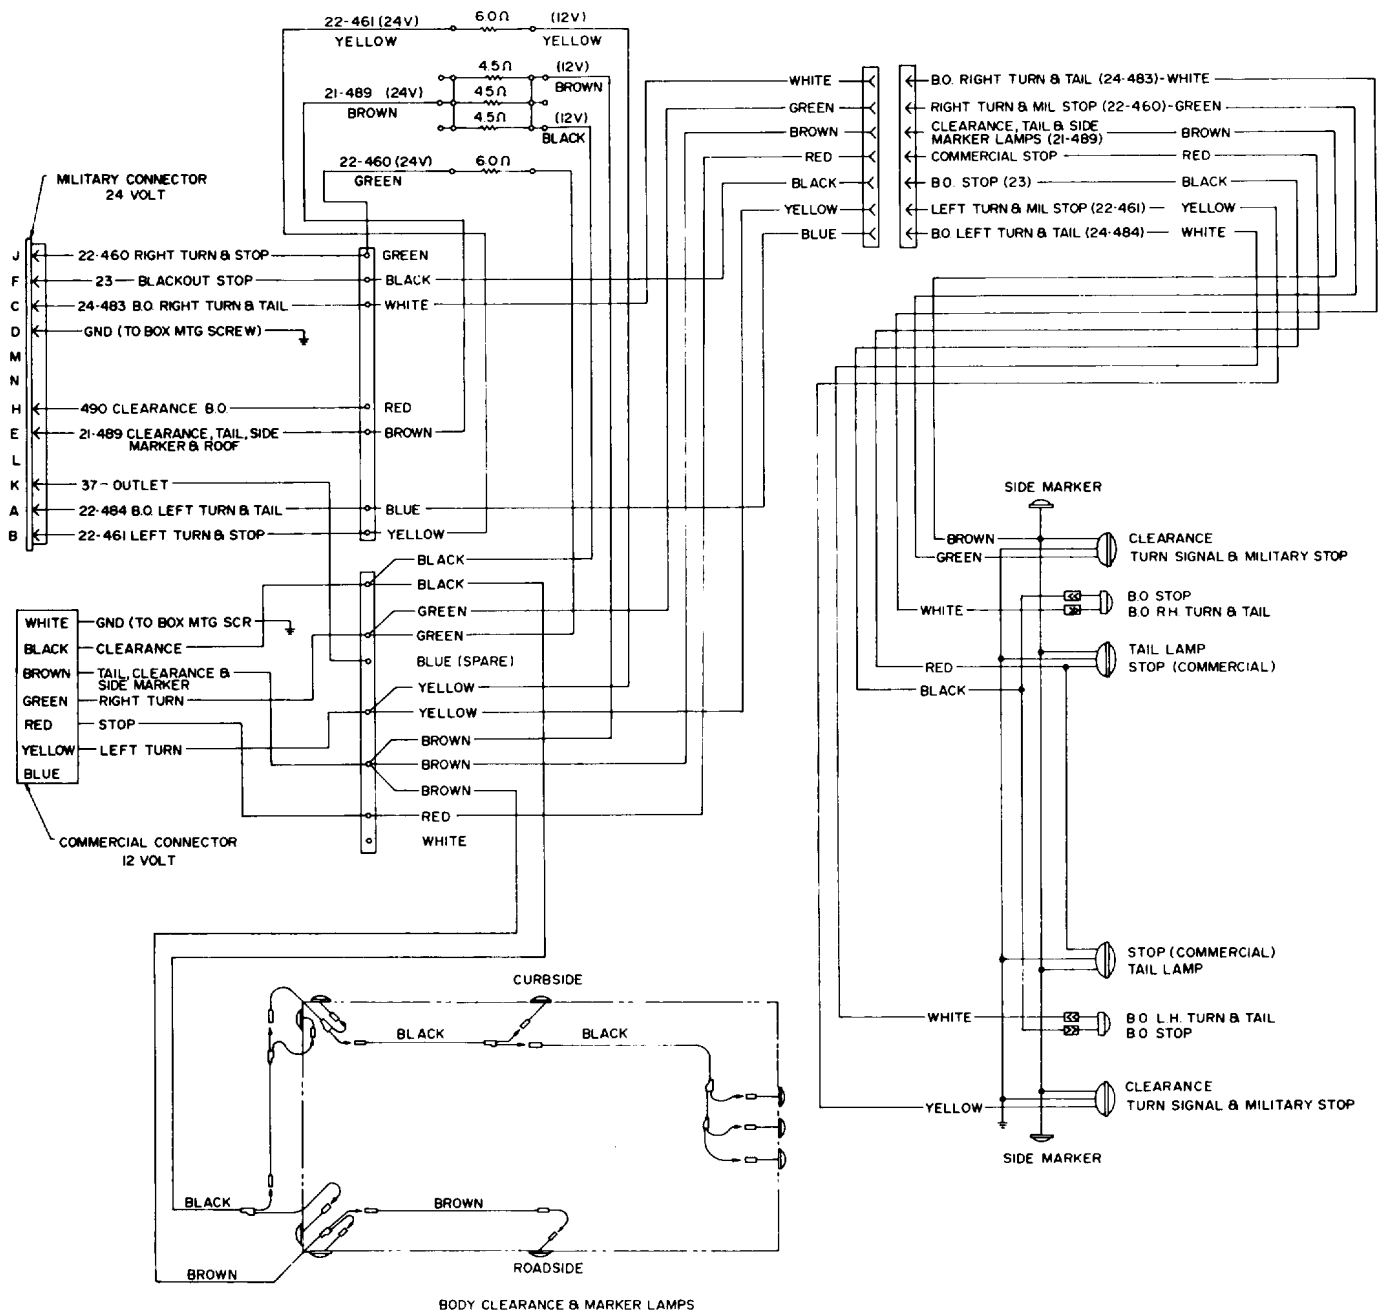 22-461 (24V) 6.0Ω (12V)
YELLOW YELLOW
4.5Ω (12V)
BROWN
21-489 (24V) 45Ω
BROWN
4.5Ω (12V)
BLACK
22-460 (24V) 6.0Ω
GREEN
WHITE
GREEN
BROWN
RED
BLACK
YELLOW
BLUE
B.O. RIGHT TURN & TAIL (24-483)-WHITE
RIGHT TURN & MIL STOP (22-460)-GREEN
CLEARANCE, TAIL & SIDE
MARKER LAMPS (21-489) BROWN
COMMERCIAL STOP RED
B.O. STOP (23) BLACK
LEFT TURN & MIL STOP (22-461) YELLOW
B.O LEFT TURN & TAIL (24-484) WHITE
MILITARY CONNECTOR
24 VOLT
J 22-460 RIGHT TURN & STOP GREEN
F 23 - BLACKOUT STOP BLACK
C 24-483 B.O. RIGHT TURN & TAIL WHITE
D GND (TO BOX MTG SCREW)
M
N
H 490 CLEARANCE B.O. RED
E 21-489 CLEARANCE, TAIL, SIDE BROWN
MARKER & ROOF
L
K 37 - OUTLET
A 22-484 B.O. LEFT TURN & TAIL BLUE
B 22-461 LEFT TURN & STOP YELLOW
BLACK
BLACK
GREEN
GREEN
BLUE (SPARE)
YELLOW
YELLOW
BROWN
BROWN
BROWN
RED
WHITE
WHITE GND (TO BOX MTG SCR
BLACK CLEARANCE
BROWN TAIL, CLEARANCE &
SIDE MARKER
GREEN RIGHT TURN
RED STOP
YELLOW LEFT TURN
BLUE
COMMERCIAL CONNECTOR
12 VOLT
SIDE MARKER
BROWN CLEARANCE
GREEN TURN SIGNAL & MILITARY STOP
B.O STOP
WHITE B.O R H TURN & TAIL
TAIL LAMP
RED STOP (COMMERCIAL)
BLACK
STOP (COMMERCIAL)
TAIL LAMP
WHITE B.O L.H. TURN & TAIL
B O STOP
CLEARANCE
YELLOW TURN SIGNAL & MILITARY STOP
SIDE MARKER
CURBSIDE
BLACK BLACK
BLACK BROWN
ROADSIDE
BROWN
BODY CLEARANCE & MARKER LAMPS